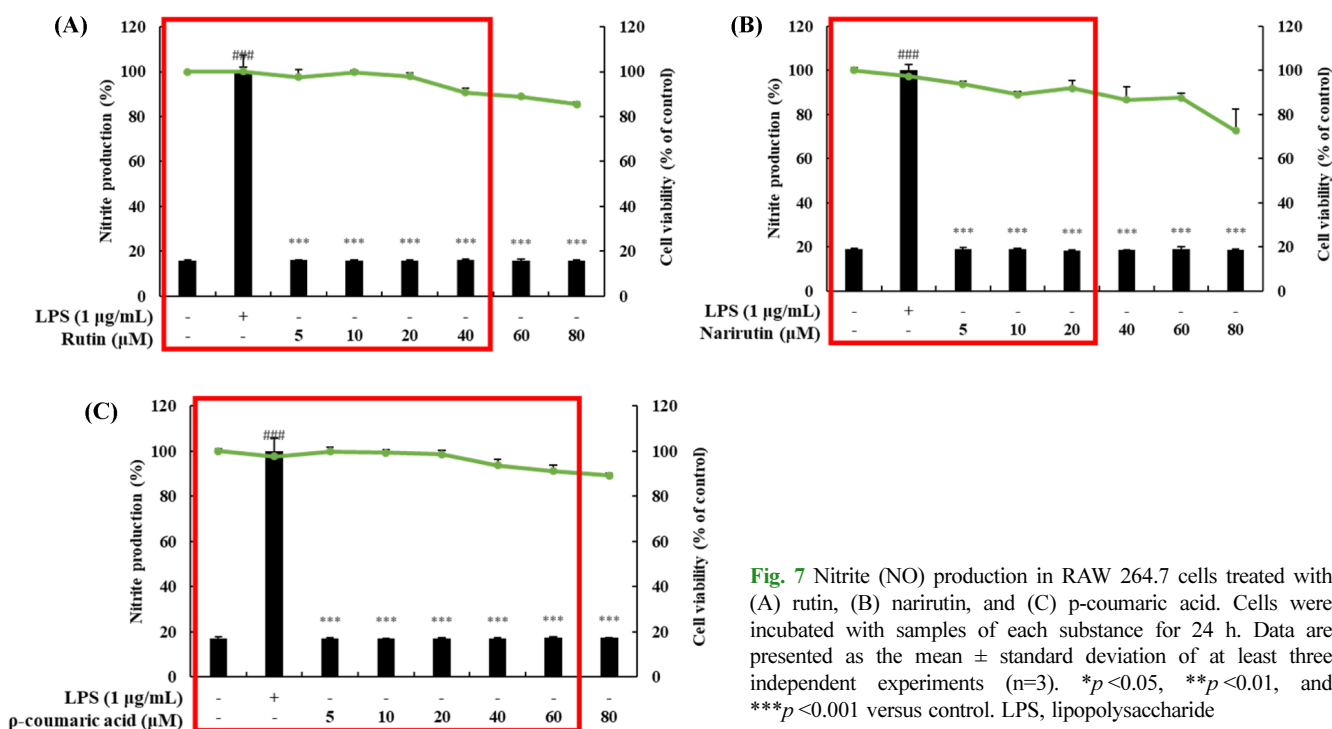 (A)
120 120
100 100
80 80
60 60
40 40
20 20
0 0
Nitrite production (%)
Cell viability (% of control)
###
*** *** *** *** *** ***
LPS (1 μg/mL) - + - - - - - -
Rutin (μM) - - 5 10 20 40 60 80
(B)
120 120
100 100
80 80
60 60
40 40
20 20
0 0
Nitrite production (%)
Cell viability (% of control)
###
*** *** *** *** *** ***
LPS (1 μg/mL) - + - - - - - -
Narirutin (μM) - - 5 10 20 40 60 80
(C)
120 120
100 100
80 80
60 60
40 40
20 20
0 0
Nitrite production (%)
Cell viability (% of control)
###
*** *** *** *** *** ***
LPS (1 μg/mL) - + - - - - - -
ρ-coumaric acid (μM) - - 5 10 20 40 60 80
Fig. 7 Nitrite (NO) production in RAW 264.7 cells treated with
(A) rutin, (B) narirutin, and (C) p-coumaric acid. Cells were
incubated with samples of each substance for 24 h. Data are
presented as the mean ± standard deviation of at least three
independent experiments (n=3). *p <0.05, **p <0.01, and
***p <0.001 versus control. LPS, lipopolysaccharide